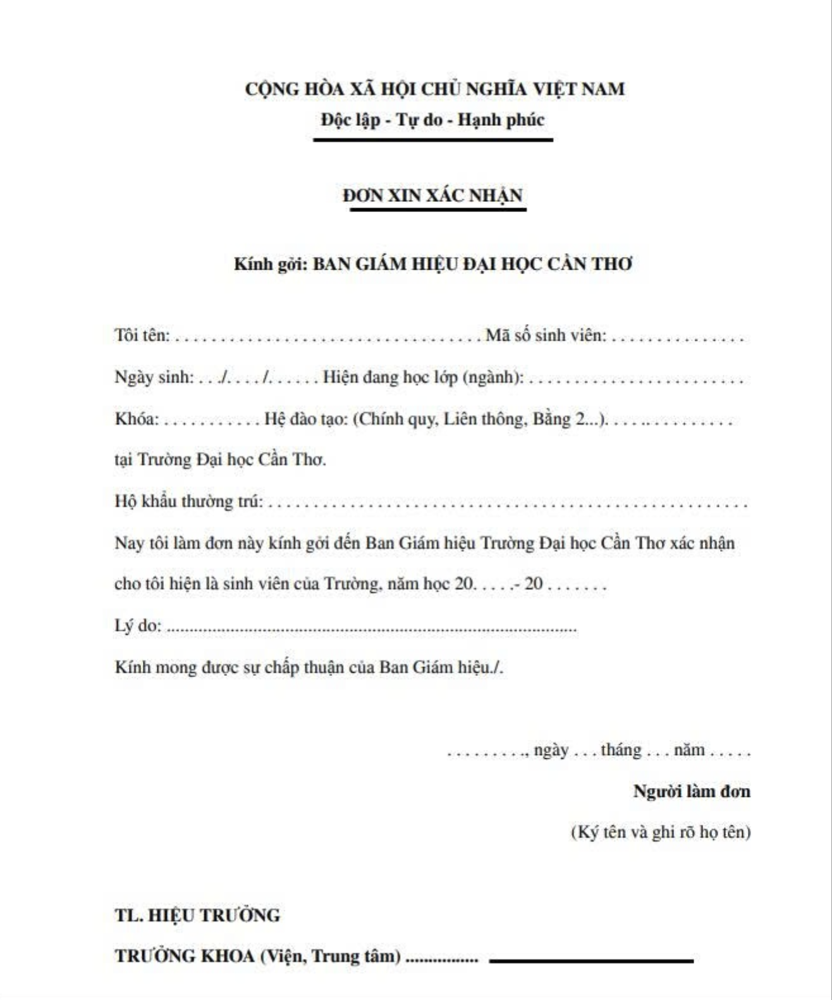 CỘNG HÒA XÃ HỘI CHỦ NGHĨA VIỆT NAM
Độc lập - Tự do - Hạnh phúc
ĐƠN XIN XÁC NHẬN
Kính gởi: BAN GIÁM HIỆU ĐẠI HỌC CẦN THƠ
Tôi tên: . . . . . . . . . . . . . . . . . . . . . . . . . . . . . . . . . . Mã số sinh viên: . . . . . . . . . . . . . . .
Ngày sinh: . . ./. . . . /. . . . . . Hiện đang học lớp (ngành): . . . . . . . . . . . . . . . . . . . . . . . .
Khóa: . . . . . . . . . . . Hệ đào tạo: (Chính quy, Liên thông, Bằng 2...). . . . .. . . . . . . . . .
tại Trường Đại học Cần Thơ.
Hộ khẩu thường trú: . . . . . . . . . . . . . . . . . . . . . . . . . . . . . . . . . . . . . . . . . . . . . . . . . . . . .
Nay tôi làm đơn này kính gởi đến Ban Giám hiệu Trường Đại học Cần Thơ xác nhận
cho tôi hiện là sinh viên của Trường, năm học 20. . . . .- 20 . . . . . . .
Lý do: ..........................................................................................
Kính mong được sự chấp thuận của Ban Giám hiệu./.
. . . . . . . . ., ngày . . . tháng . . . năm . . . . .
Người làm đơn
(Ký tên và ghi rõ họ tên)
TL. HIỆU TRƯỞNG
TRƯỞNG KHOA (Viện, Trung tâm) ................